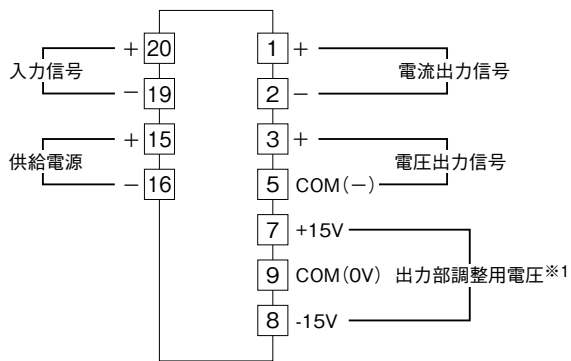 入力信号
+ 20
− 19
供給電源
+ 15
− 16
1 +
2 −
電流出力信号
3 +
5 COM(−)
電圧出力信号
7 +15V
9 COM(0V) 出力部調整用電圧※1
8 -15V